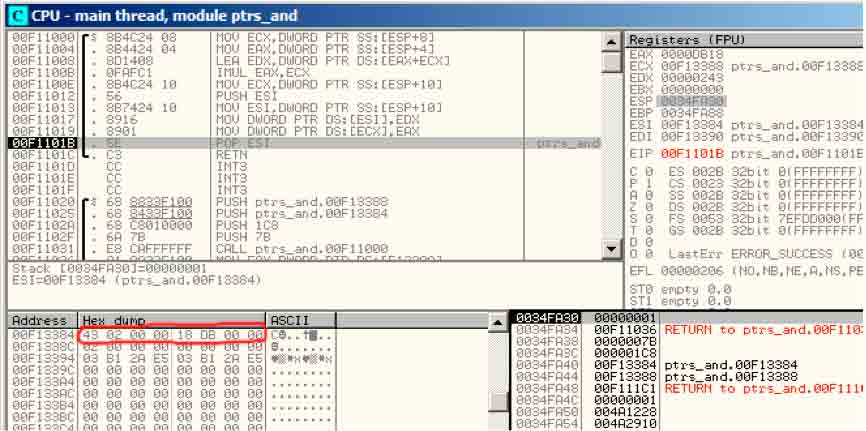 CPU - main thread, module ptrs_and
00F11000 8B4C24 08 MOV ECX,DWORD PTR SS:[ESP+8]
00F11004 8B4424 04 MOV EAX,DWORD PTR SS:[ESP+4]
00F11008 8D1408 LEA EDX,DWORD PTR DS:[EAX+ECX]
00F1100B 0FAFC1 IMUL EAX,ECX
00F1100E 8B4C24 10 MOV ECX,DWORD PTR SS:[ESP+10]
00F11012 56 PUSH ESI
00F11013 8B7424 10 MOV ESI,DWORD PTR SS:[ESP+10]
00F11017 8916 MOV DWORD PTR DS:[ESI],EDX
00F11019 8901 MOV DWORD PTR DS:[ECX],EAX
00F1101B 5E POP ESI ptrs_and
00F1101C C3 RETN
00F1101D CC INT3
00F1101E CC INT3
00F1101F CC INT3
00F11020 68 8833F100 PUSH ptrs_and.00F13388
00F11025 68 8433F100 PUSH ptrs_and.00F13384
00F1102A 68 C8010000 PUSH 1C8
00F1102F 6A 7B PUSH 7B
00F11031 E8 CAFFFFFF CALL ptrs_and.00F11000
Registers (FPU)
EAX 0000DB18
ECX 00F13388 ptrs_and.00F13388
EDX 00000243
EBX 00000000
ESP 0034FA30
EBP 0034FA88
ESI 00F13384 ptrs_and.00F13384
EDI 00F13390 ptrs_and.00F13390
EIP 00F1101B ptrs_and.00F1101B
C 0 ES 002B 32bit 0(FFFFFFFF)
P 1 CS 0023 32bit 0(FFFFFFFF)
A 0 SS 002B 32bit 0(FFFFFFFF)
Z 0 DS 002B 32bit 0(FFFFFFFF)
S 0 FS 0053 32bit 7EFDD000(FF
T 0 GS 002B 32bit 0(FFFFFFFF)
D 0
O 0 LastErr ERROR_SUCCESS (00
EFL 00000206 (NO,NB,NE,A,NS,PE
ST0 empty 0.0
ST1 empty 0.0
Stack [0034FA30]=00000001
ESI=00F13384 (ptrs_and.00F13384)
Address Hex dump ASCII
00F13384 43 02 00 00 18 DB 00 00
00F1338C 02 00 00 00 00 00 00 00
00F13394 03 B1 2A E5 03 B1 2A E5
00F1339C 00 00 00 00 00 00 00 00 ........
00F133A4 00 00 00 00 00 00 00 00 ........
00F133AC 00 00 00 00 00 00 00 00 ........
00F133B4 00 00 00 00 00 00 00 00 ........
00F133BC 00 00 00 00 00 00 00 00 ........
00F133C4 00 00 00 00 00 00 00 00 ........
0034FA30 00000001
0034FA34 00F11036 RETURN to ptrs_and.00F1103
0034FA38 0000007B
0034FA3C 000001C8
0034FA40 00F13384 ptrs_and.00F13384
0034FA44 00F13388 ptrs_and.00F13388
0034FA48 00F111C1 RETURN to ptrs_and.00F111C
0034FA4C 00000001
0034FA50 004A1228
0034FA54 004A2910